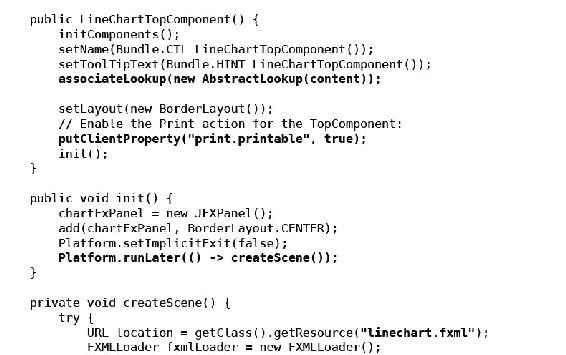 public LineChartTopComponent() {
initComponents();
setName(Bundle.CTL_LineChartTopComponent());
setToolTipText(Bundle.HINT_LineChartTopComponent());
associateLookup(new AbstractLookup(content));
setLayout(new BorderLayout());
// Enable the Print action for the TopComponent:
putClientProperty("print.printable", true);
init();
}
public void init() {
chartFxPanel = new JFXPanel();
add(chartFxPanel, BorderLayout.CENTER);
Platform.setImplicitExit(false);
Platform.runLater(() -> createScene());
}
private void createScene() {
try {
URL location = getClass().getResource("linechart.fxml");
FXMLLoader fxmlLoader = new FXMLLoader();